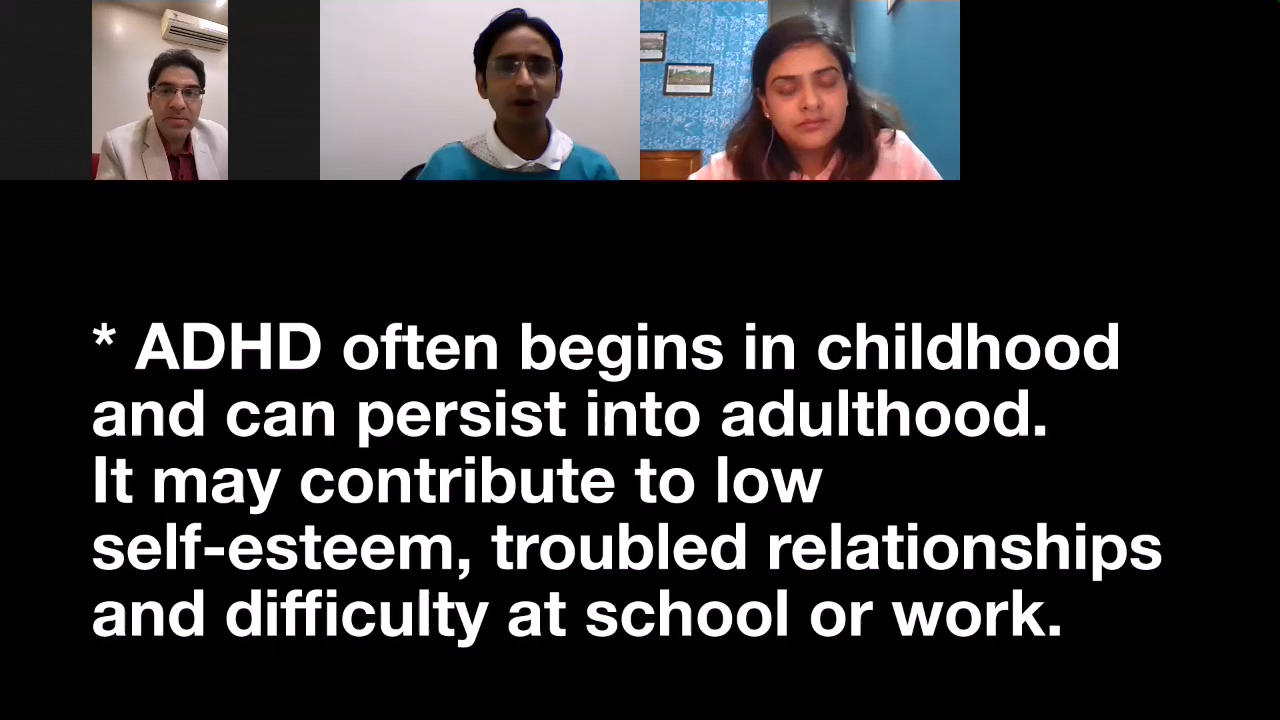 * ADHD often begins in childhood
and can persist into adulthood.
It may contribute to low
self-esteem, troubled relationships
and difficulty at school or work.